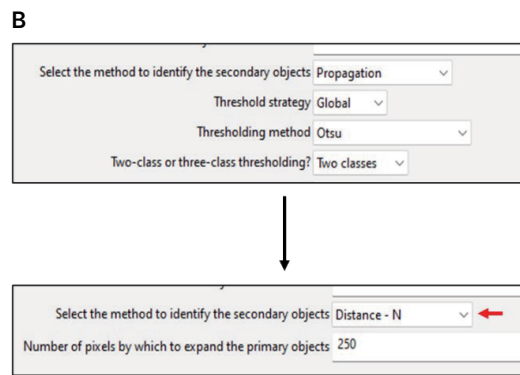 B
Select the method to identify the secondary objects Propagation
Threshold strategy Global
Thresholding method Otsu
Two-class or three-class thresholding? Two classes
Select the method to identify the secondary objects Distance - N
Number of pixels by which to expand the primary objects 250